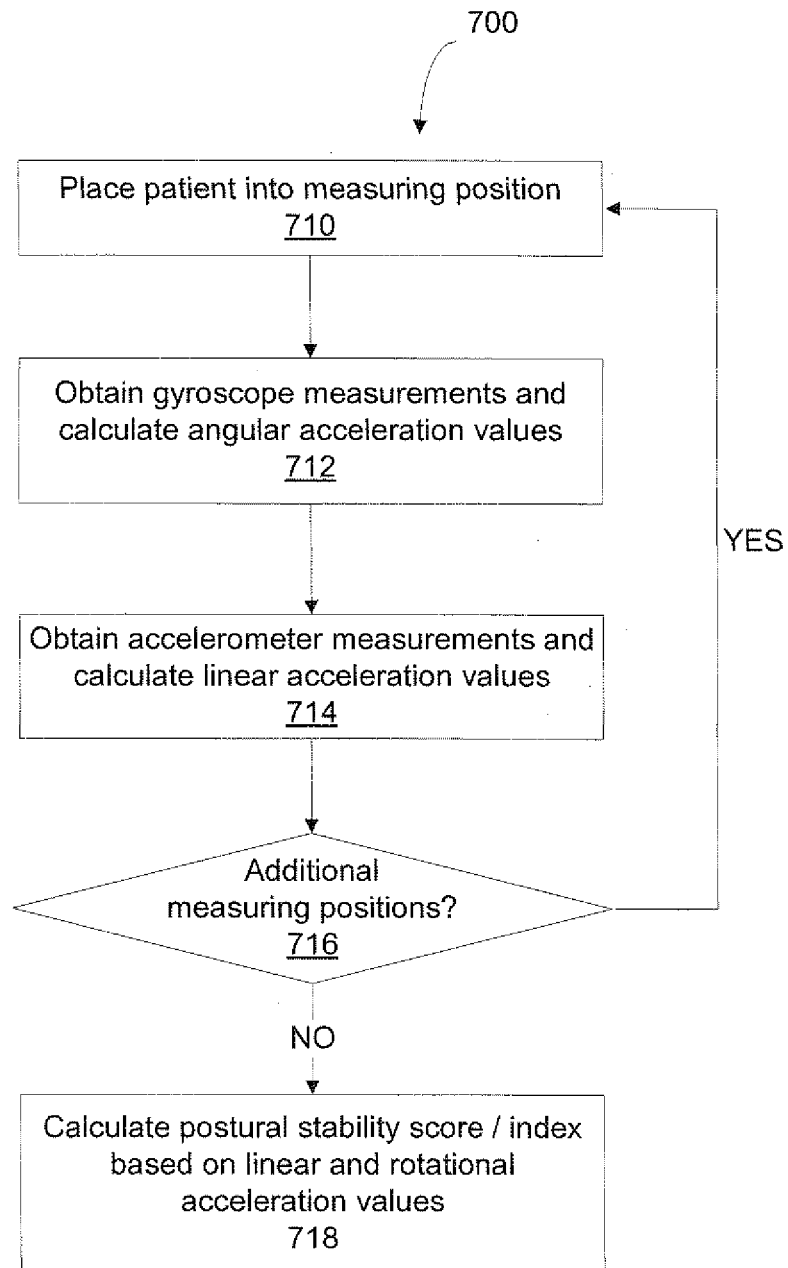 700
Place patient into measuring position
710
Obtain gyroscope measurements and
calculate angular acceleration values
712
YES
Obtain accelerometer measurements and
calculate linear acceleration values
714
Additional
measuring positions?
716
NO
Calculate postural stability score / index
based on linear and rotational
acceleration values
718